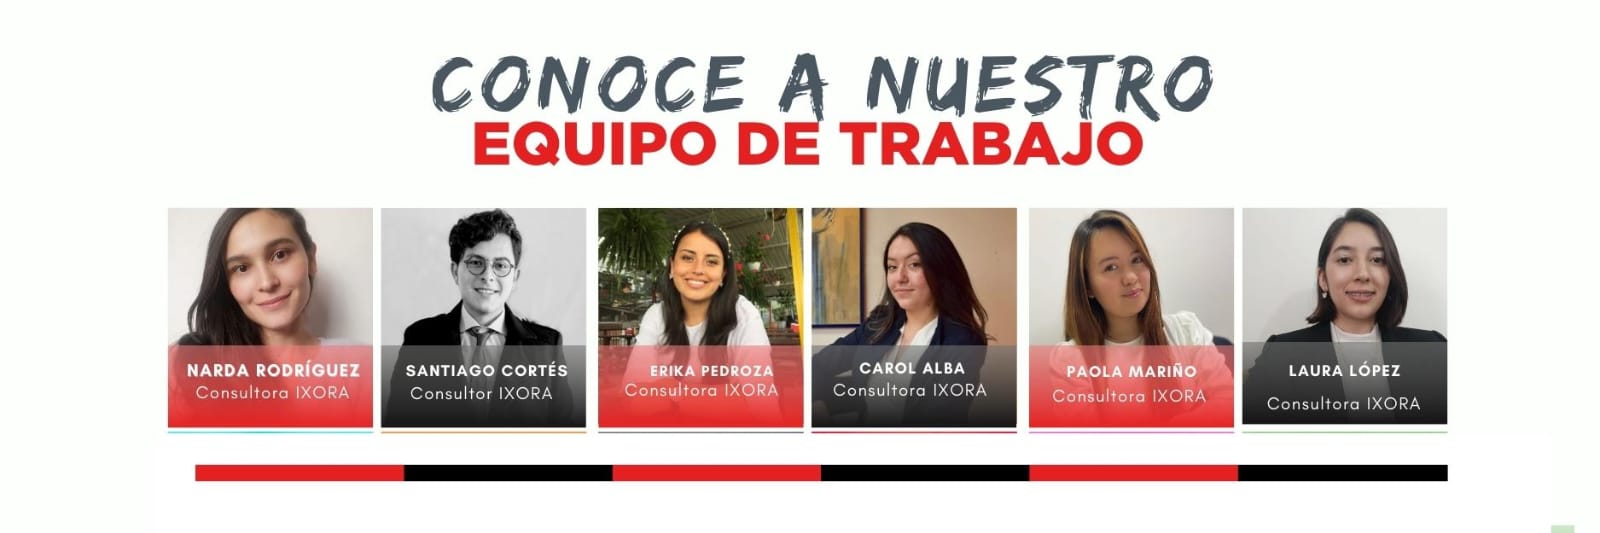 CONOCE A NUESTRO
EQUIPO DE TRABAJO
NARDA RODRÍGUEZ
Consultora IXORA
SANTIAGO CORTÉS
Consultor IXORA
ERIKA PEDROZA
Consultora IXORA
CAROL ALBA
Consultora IXORA
PAOLA MARIÑO
Consultora IXORA
LAURA LÓPEZ
Consultora IXORA